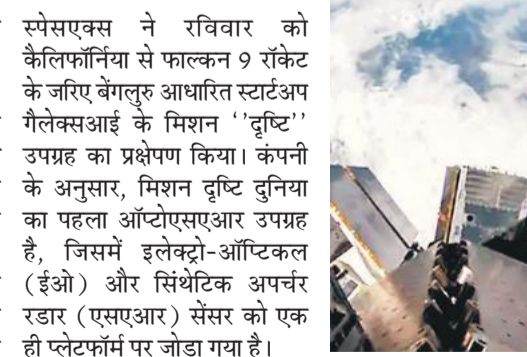 स्पेसएक्स ने रविवार को
कैलिफॉर्निया से फाल्कन 9 रॉकेट
के जरिए बेंगलुरु आधारित स्टार्टअप
गैलेक्सआई के मिशन ‘‘दृष्टि’’
उपग्रह का प्रक्षेपण किया। कंपनी
के अनुसार, मिशन दृष्टि दुनिया
का पहला ऑप्टोएसएआर उपग्रह
है, जिसमें इलेक्ट्रो-ऑप्टिकल
(ईओ) और सिंथेटिक अपर्चर
रडार (एसएआर) सेंसर को एक
ही प्लेटफॉर्म पर जोड़ा गया है।